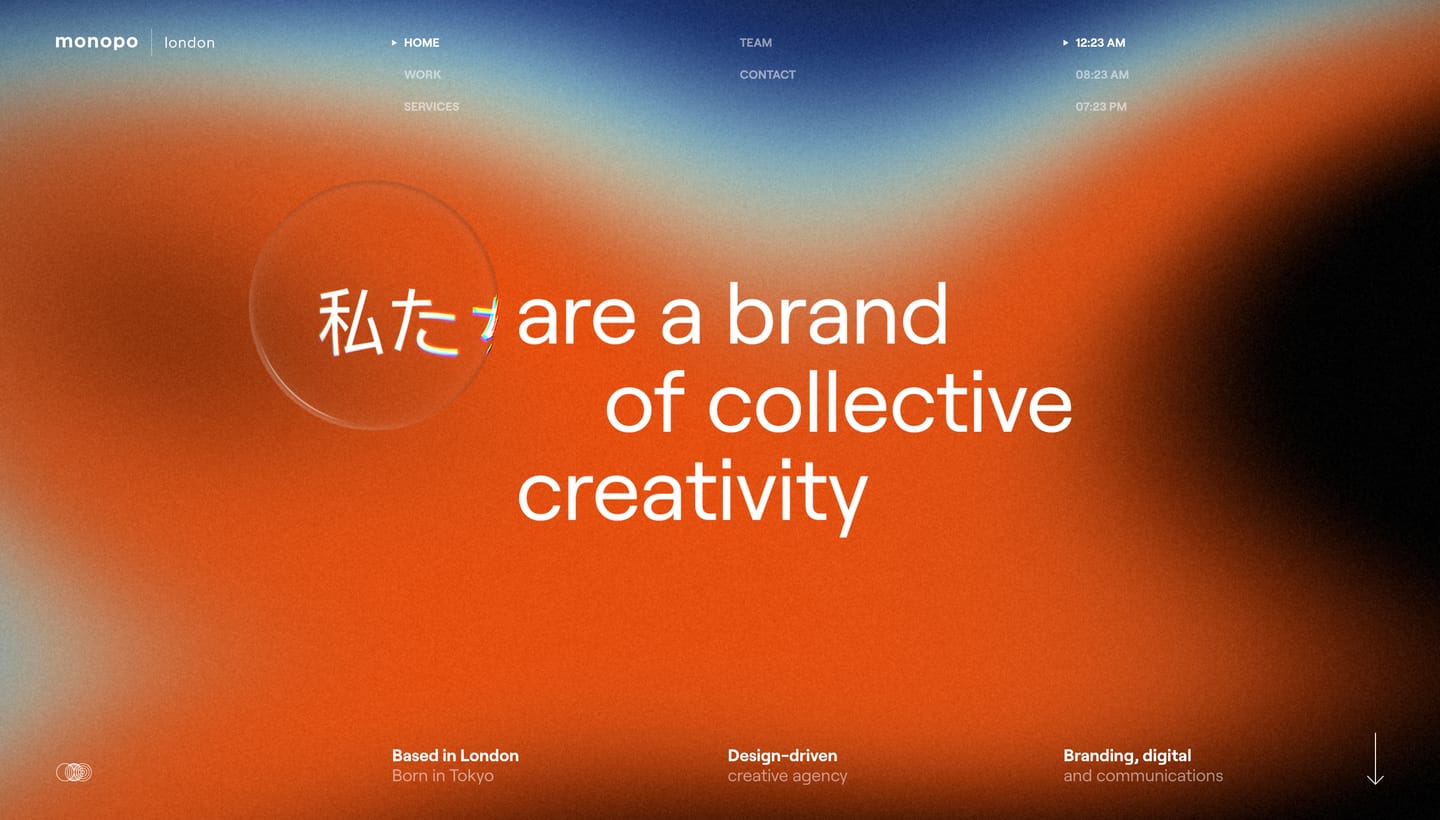 monopo london
HOME
WORK
SERVICES
TEAM
CONTACT
12:23 AM
08:23 AM
07:23 PM
私た are a brand
of collective
creativity
Based in London
Born in Tokyo
Design-driven
creative agency
Branding, digital
and communications